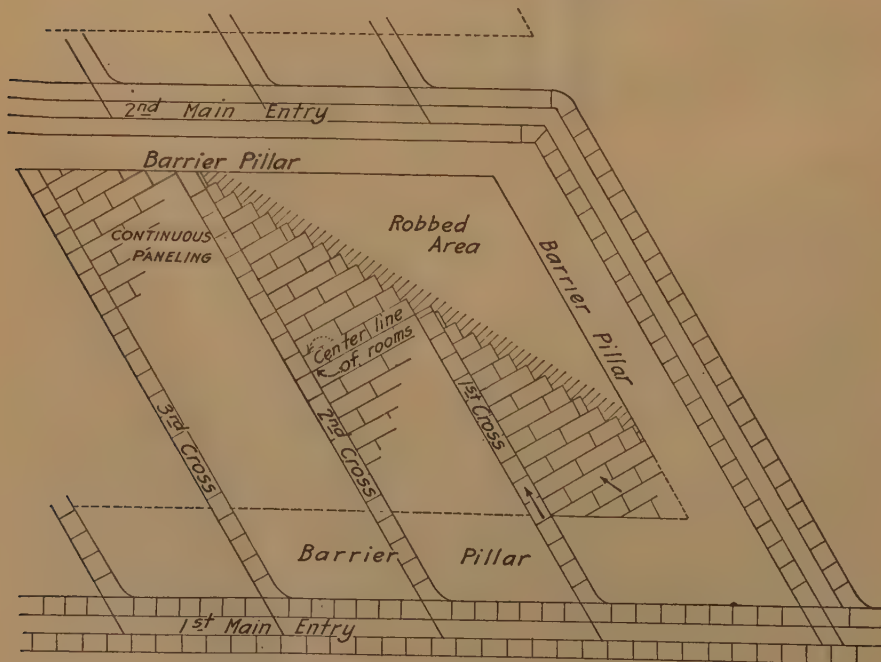 2nd Main Entry
Barrier Pillar
Robbed
Area
CONTINUOUS
PANELING
Barrier Pillar
Center line
of rooms
1st Cross
2nd Cross
3rd Cross
Barrier Pillar
1st Main Entry